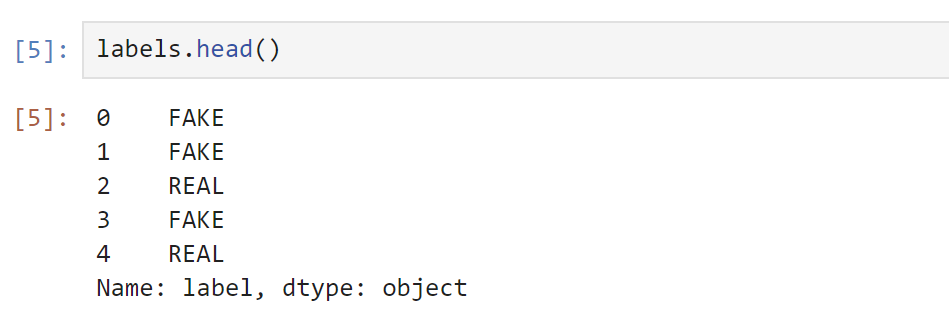 [5]: labels.head()
[5]: 0 FAKE
1 FAKE
2 REAL
3 FAKE
4 REAL
Name: label, dtype: object